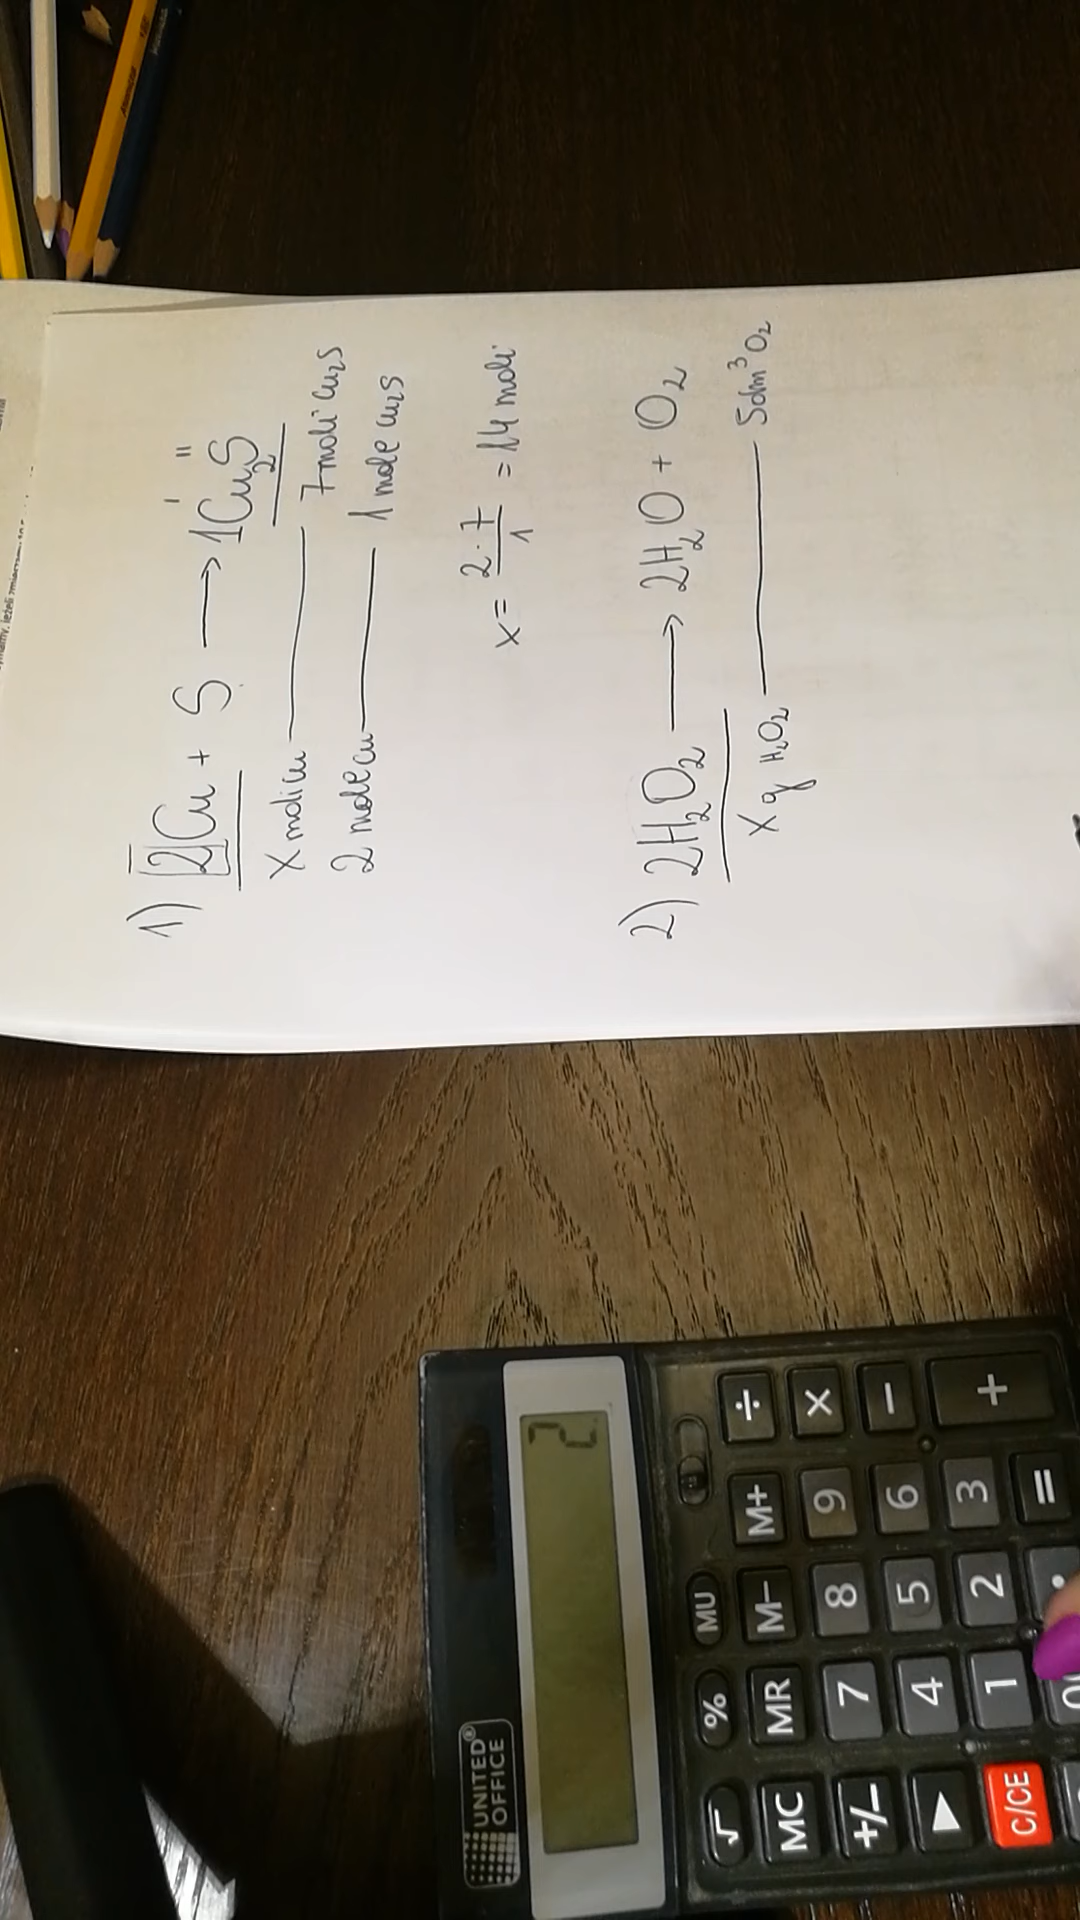 1) 2Cu + S → 1Cu₂S
I II
x moli Cu — 7 moli Cu₂S
2 mole Cu — 1 mole Cu₂S
x = 2·7/1 = 14 moli
2) 2H₂O₂ → 2H₂O + O₂
x g H₂O₂ — 5dm³ O₂
UNITED OFFICE®
√ % MU
MC MR M- M+ ÷
+/- 7 8 9 ×
▶ 4 5 6 −
C/CE 1 2 3 +
0 . =